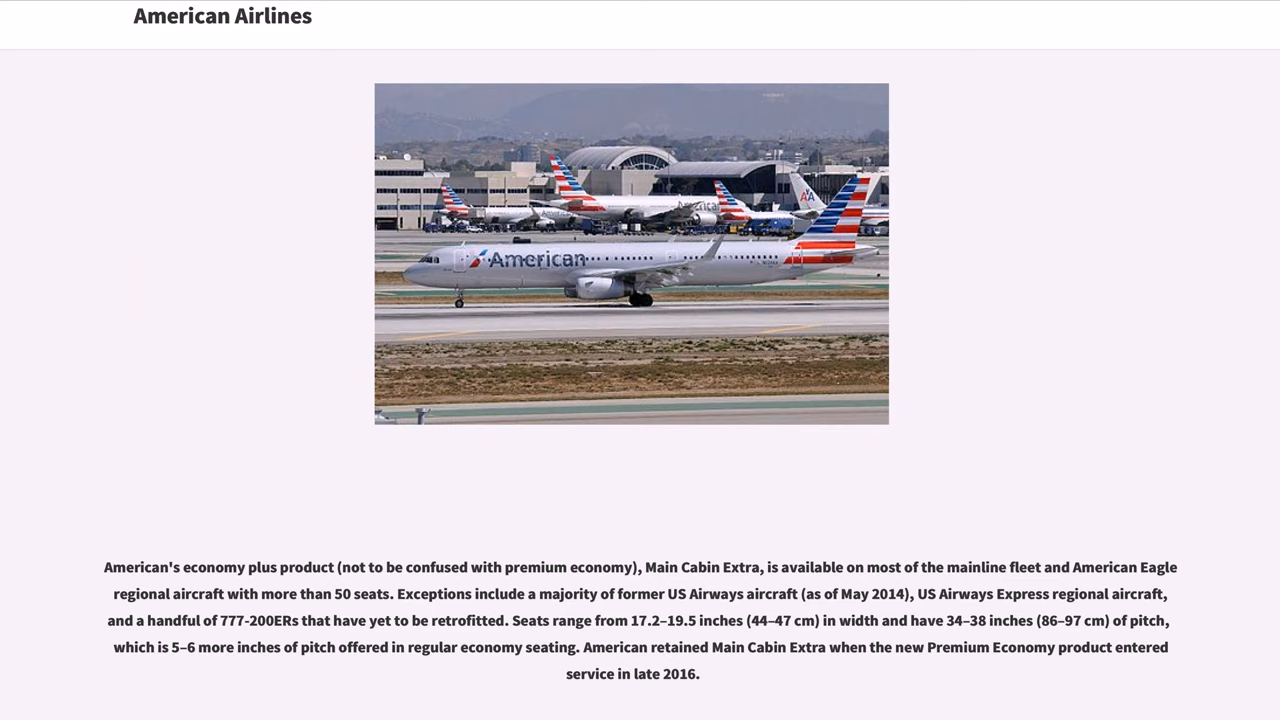 American Airlines
American
AA
American
American's economy plus product (not to be confused with premium economy), Main Cabin Extra, is available on most of the mainline fleet and American Eagle
regional aircraft with more than 50 seats. Exceptions include a majority of former US Airways aircraft (as of May 2014), US Airways Express regional aircraft,
and a handful of 777-200ERs that have yet to be retrofitted. Seats range from 17.2–19.5 inches (44–47 cm) in width and have 34–38 inches (86–97 cm) of pitch,
which is 5–6 more inches of pitch offered in regular economy seating. American retained Main Cabin Extra when the new Premium Economy product entered
service in late 2016.